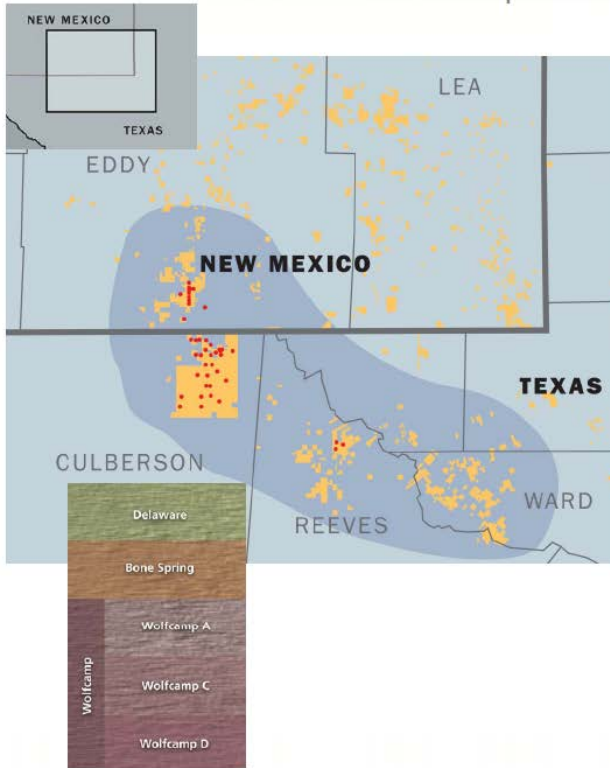 NEW MEXICO
TEXAS
LEA
EDDY
NEW MEXICO
TEXAS
CULBERSON
WARD
REEVES
Delaware
Bone Spring
Wolfcamp
Wolfcamp A
Wolfcamp C
Wolfcamp D